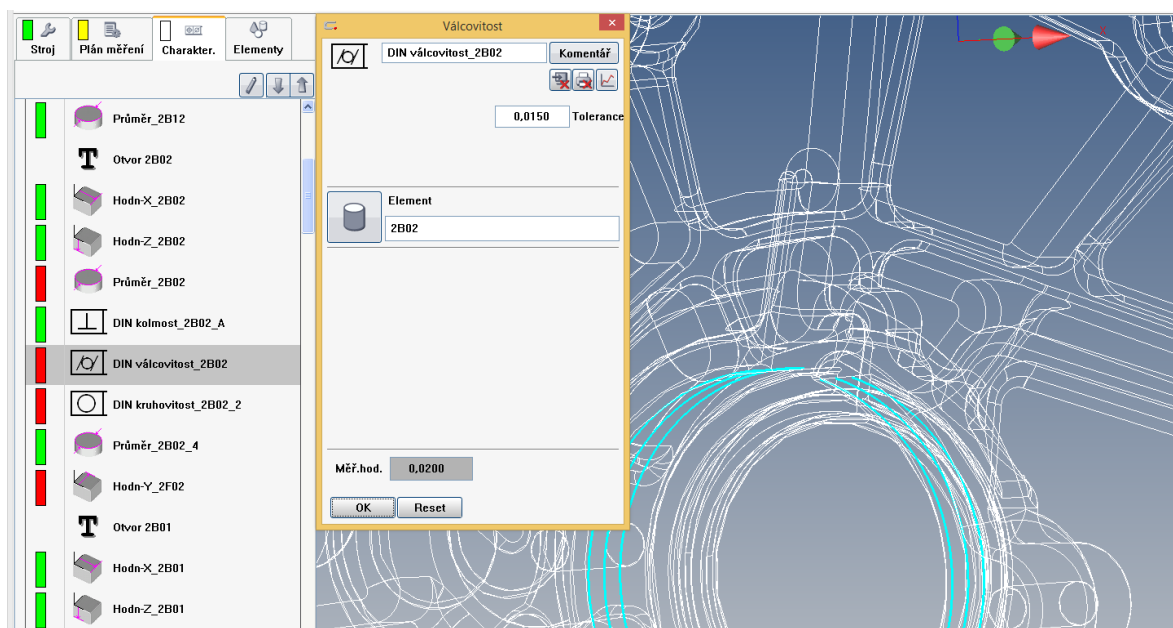 Stroj
Plán měření
Charakter.
Elementy
Průměr_2B12
Otvor 2B02
Hodn-X_2B02
Hodn-Z_2B02
Průměr_2B02
DIN kolmost_2B02_A
DIN válcovitost_2B02
DIN kruhovitost_2B02_2
Průměr_2B02_4
Hodn-Y_2F02
Otvor 2B01
Hodn-X_2B01
Hodn-Z_2B01
Válcovitost
DIN válcovitost_2B02
Komentář
0,0150 Tolerance
Element
2B02
Měř.hod. 0,0200
OK Reset